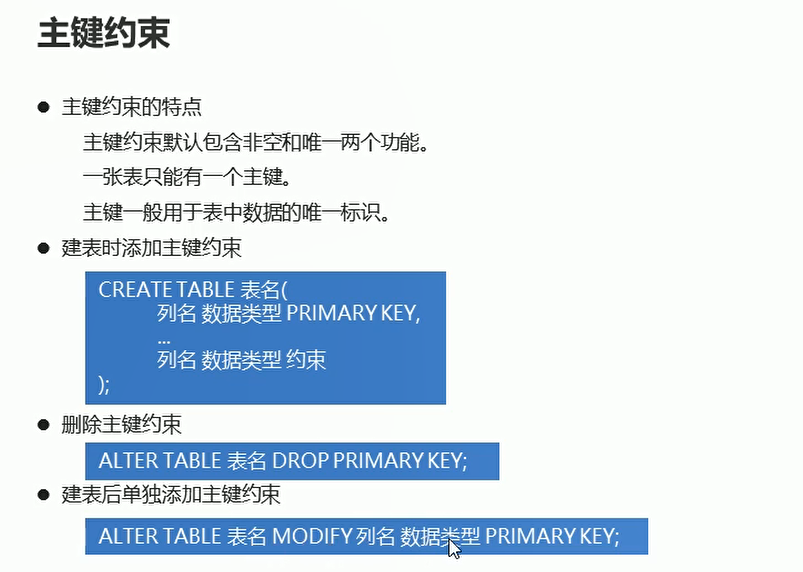 主键约束
● 主键约束的特点
主键约束默认包含非空和唯一两个功能。
一张表只能有一个主键。
主键一般用于表中数据的唯一标识。
● 建表时添加主键约束
CREATE TABLE 表名(
列名 数据类型 PRIMARY KEY,
...
列名 数据类型 约束
);
● 删除主键约束
ALTER TABLE 表名 DROP PRIMARY KEY;
● 建表后单独添加主键约束
ALTER TABLE 表名 MODIFY 列名 数据类型 PRIMARY KEY;